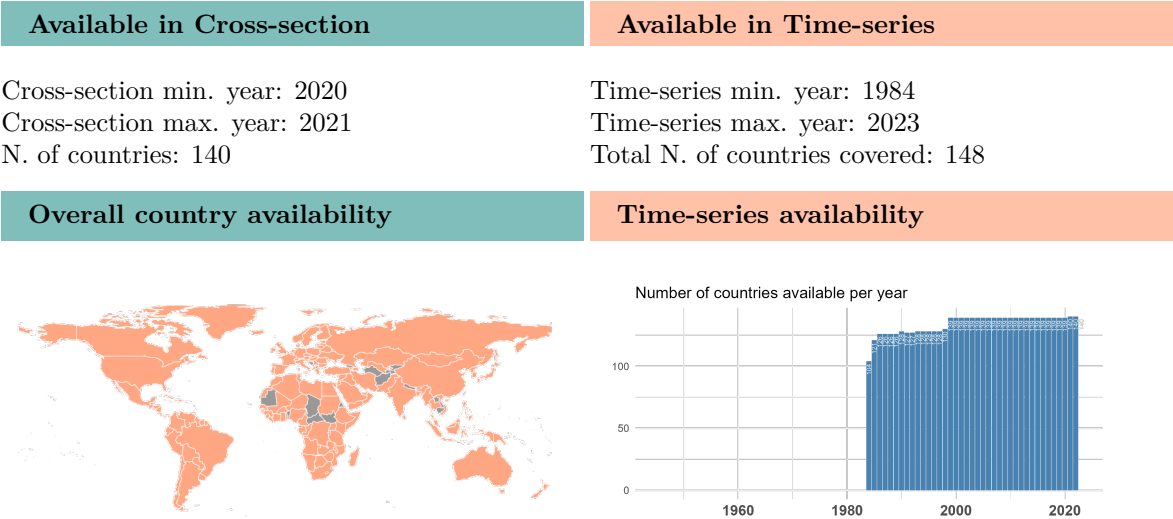 Available in Cross-section
Available in Time-series
Cross-section min. year: 2020
Cross-section max. year: 2021
N. of countries: 140
Time-series min. year: 1984
Time-series max. year: 2023
Total N. of countries covered: 148
Overall country availability
Time-series availability
Number of countries available per year
100
50
0
1960
1980
2000
2020